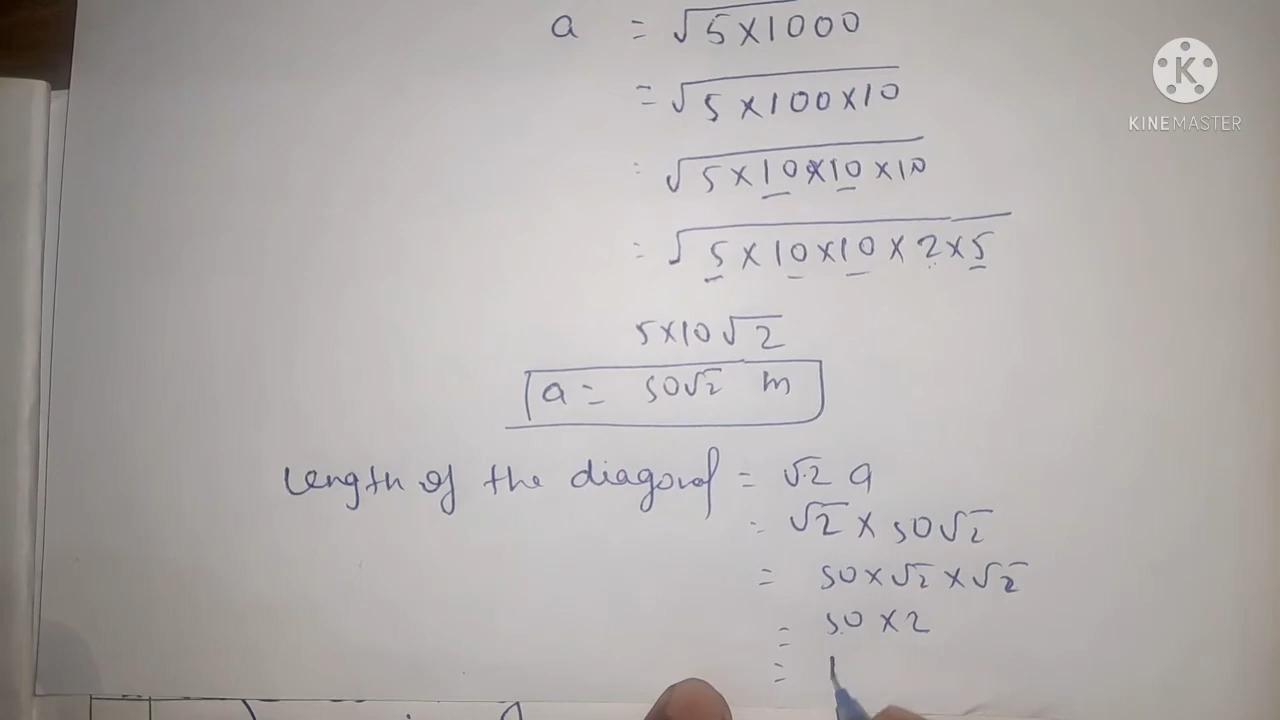 a = √5×1000
= √5×100×10
= √5×10×10×10
= √5×10×10×2×5
5×10√2
a = 50√2 m
Length of the diagonal = √2 a
= √2 × 50√2
= 50×√2×√2
= 50×2
=
K
KINEMASTER